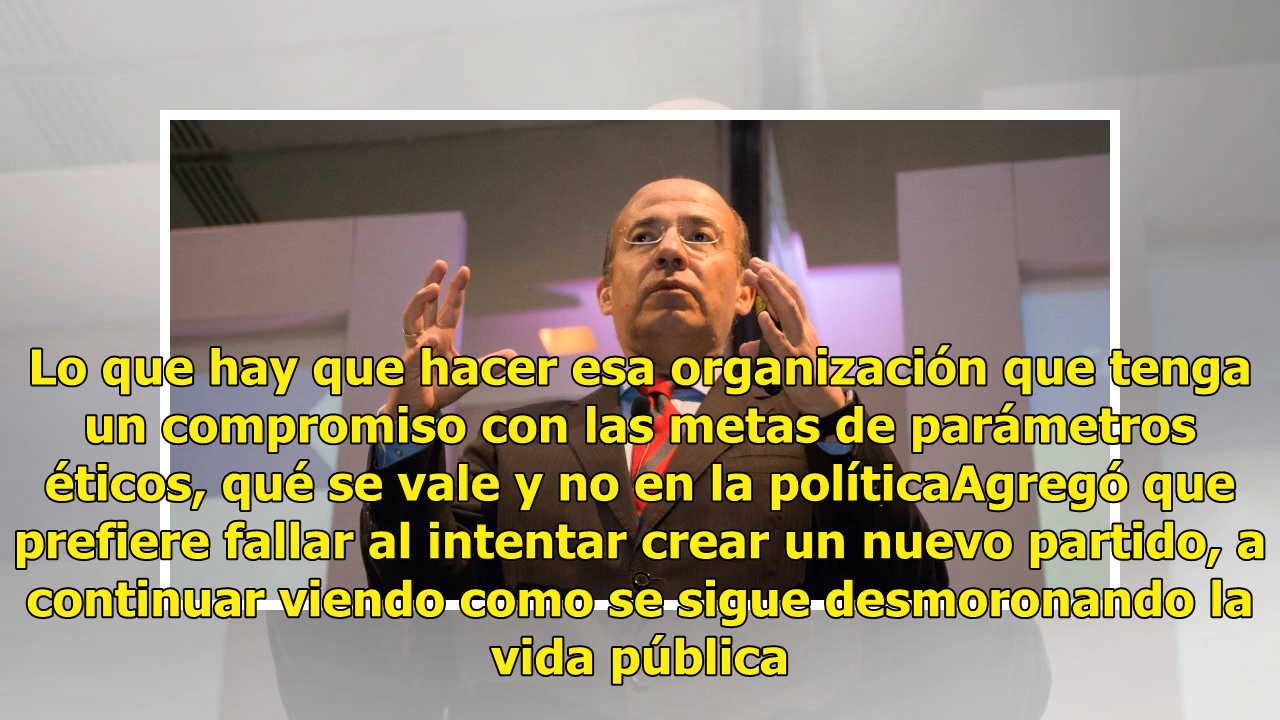 Lo que hay que hacer esa organización que tenga
un compromiso con las metas de parámetros
éticos, qué se vale y no en la políticaAgregó que
prefiere fallar al intentar crear un nuevo partido, a
continuar viendo como se sigue desmoronando la
vida pública